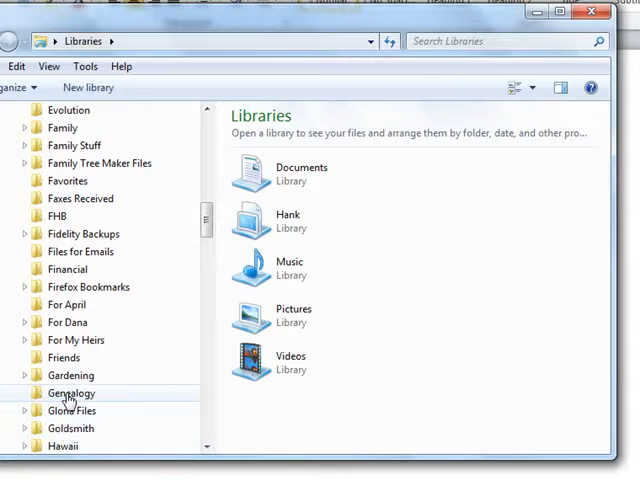 Libraries
Search Libraries
Edit View Tools Help
ganize New library
Evolution
Family
Family Stuff
Family Tree Maker Files
Favorites
Faxes Received
FHB
Fidelity Backups
Files for Emails
Financial
Firefox Bookmarks
For April
For Dana
For My Heirs
Friends
Gardening
Genealogy
Gloria Files
Goldsmith
Hawaii
Libraries
Open a library to see your files and arrange them by folder, date, and other pro...
Documents
Library
Hank
Library
Music
Library
Pictures
Library
Videos
Library